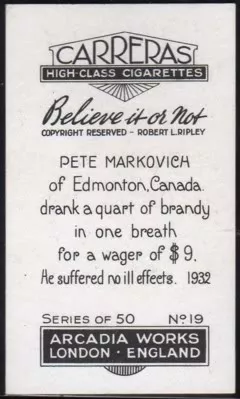 CARRERAS
HIGH-CLASS CIGARETTES
Believe it or Not
COPYRIGHT RESERVED - ROBERT L. RIPLEY
PETE MARKOVICH
of Edmonton, Canada.
drank a quart of brandy
in one breath
for a wager of $9.
He suffered no ill effects. 1932
SERIES OF 50 No 19
ARCADIA WORKS
LONDON · ENGLAND